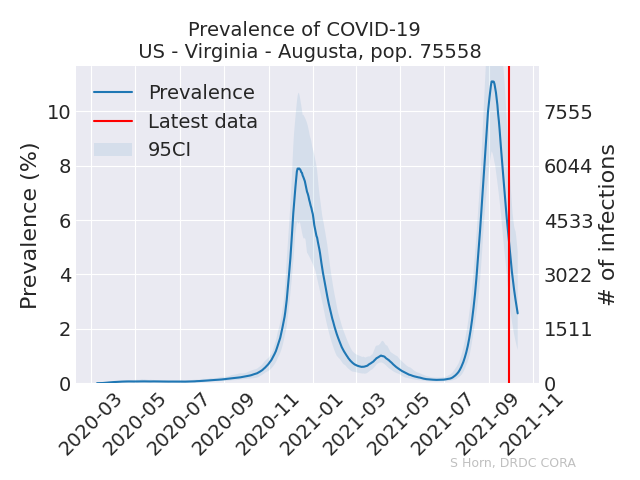 Prevalence of COVID-19
US - Virginia - Augusta, pop. 75558
Prevalence
Latest data
95CI
Prevalence (%)
10
8
6
4
2
0
7555
6044
4533
3022
1511
0
# of infections
2020-03
2020-05
2020-07
2020-09
2020-11
2021-01
2021-03
2021-05
2021-07
2021-09
2021-11
S Horn, DRDC CORA